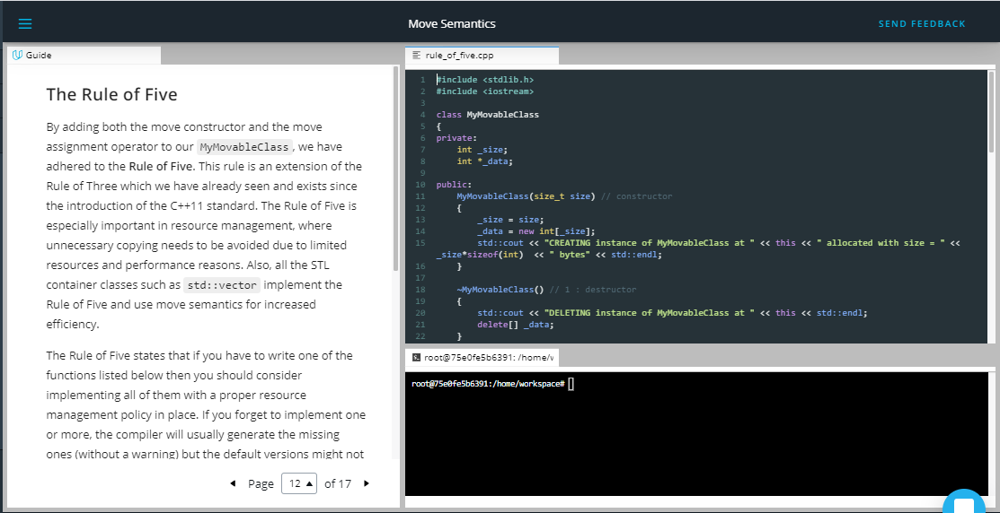 Move Semantics
SEND FEEDBACK
Guide
The Rule of Five
By adding both the move constructor and the move
assignment operator to our MyMovableClass, we have
adhered to the Rule of Five. This rule is an extension of the
Rule of Three which we have already seen and exists since
the introduction of the C++11 standard. The Rule of Five is
especially important in resource management, where
unnecessary copying needs to be avoided due to limited
resources and performance reasons. Also, all the STL
container classes such as std::vector implement the
Rule of Five and use move semantics for increased
efficiency.
The Rule of Five states that if you have to write one of the
functions listed below then you should consider
implementing all of them with a proper resource
management policy in place. If you forget to implement one
or more, the compiler will usually generate the missing
ones (without a warning) but the default versions might not
Page 12 of 17
rule_of_five.cpp
1 #include <stdlib.h>
2 #include <iostream>
3
4 class MyMovableClass
5 {
6 private:
7     int _size;
8     int *_data;
9
10 public:
11     MyMovableClass(size_t size) // constructor
12     {
13         _size = size;
14         _data = new int[_size];
15         std::cout << "CREATING instance of MyMovableClass at " << this << " allocated with size = " <<
_size*sizeof(int)  << " bytes" << std::endl;
16     }
17
18     ~MyMovableClass() // 1 : destructor
19     {
20         std::cout << "DELETING instance of MyMovableClass at " << this << std::endl;
21         delete[] _data;
22     }
root@75e0fe5b6391: /home/w
root@75e0fe5b6391:/home/workspace#